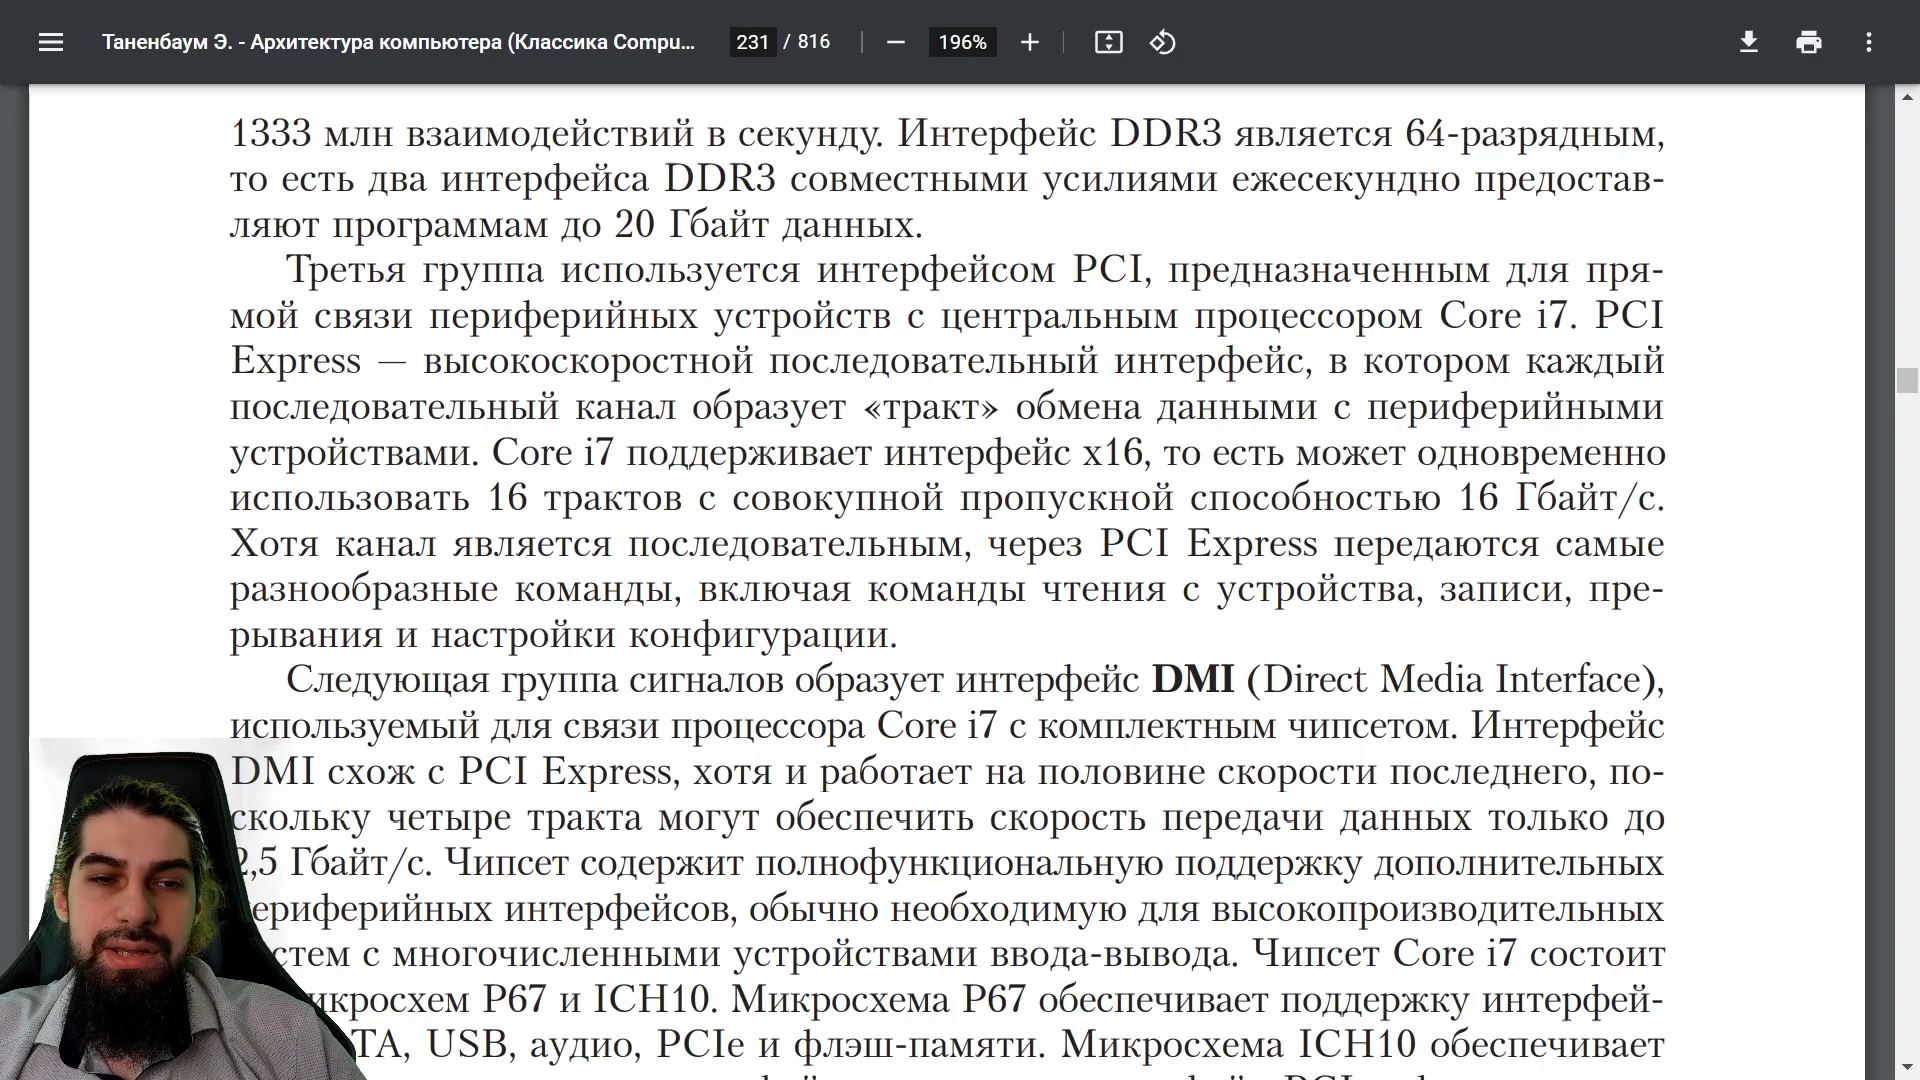 Таненбаум Э. - Архитектура компьютера (Классика Compu...
231 / 816
196%
1333 млн взаимодействий в секунду. Интерфейс DDR3 является 64-разрядным,
то есть два интерфейса DDR3 совместными усилиями ежесекундно предостав-
ляют программам до 20 Гбайт данных.
Третья группа используется интерфейсом PCI, предназначенным для пря-
мой связи периферийных устройств с центральным процессором Core i7. PCI
Express — высокоскоростной последовательный интерфейс, в котором каждый
последовательный канал образует «тракт» обмена данными с периферийными
устройствами. Core i7 поддерживает интерфейс x16, то есть может одновременно
использовать 16 трактов с совокупной пропускной способностью 16 Гбайт/с.
Хотя канал является последовательным, через PCI Express передаются самые
разнообразные команды, включая команды чтения с устройства, записи, пре-
рывания и настройки конфигурации.
Следующая группа сигналов образует интерфейс DMI (Direct Media Interface),
используемый для связи процессора Core i7 с комплектным чипсетом. Интерфейс
DMI схож с PCI Express, хотя и работает на половине скорости последнего, по-
скольку четыре тракта могут обеспечить скорость передачи данных только до
2,5 Гбайт/с. Чипсет содержит полнофункциональную поддержку дополнительных
ериферийных интерфейсов, обычно необходимую для высокопроизводительных
стем с многочисленными устройствами ввода-вывода. Чипсет Core i7 состоит
икросхем P67 и ICH10. Микросхема P67 обеспечивает поддержку интерфей-
TA, USB, аудио, PCIe и флэш-памяти. Микросхема ICH10 обеспечивает